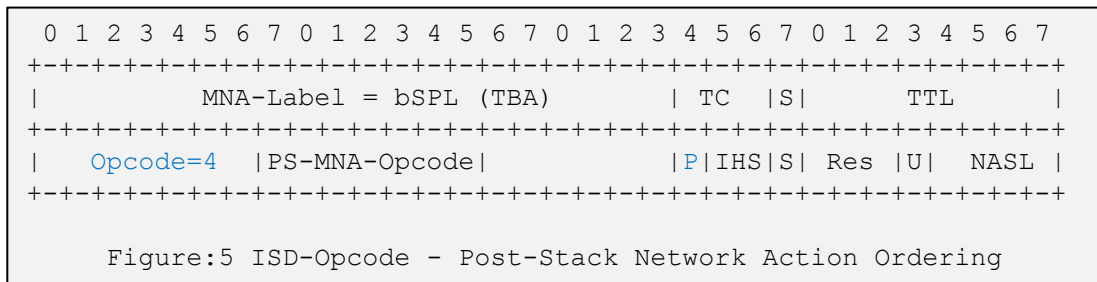 0 1 2 3 4 5 6 7 0 1 2 3 4 5 6 7 0 1 2 3 4 5 6 7 0 1 2 3 4 5 6 7
+-+-+-+-+-+-+-+-+-+-+-+-+-+-+-+-+-+-+-+-+-+-+-+-+-+-+-+-+-+-+-+-+
|          MNA-Label = bSPL (TBA)       | TC  |S|      TTL      |
+-+-+-+-+-+-+-+-+-+-+-+-+-+-+-+-+-+-+-+-+-+-+-+-+-+-+-+-+-+-+-+-+
|   Opcode=4  |PS-MNA-Opcode|           |P|IHS|S| Res |U|  NASL |
+-+-+-+-+-+-+-+-+-+-+-+-+-+-+-+-+-+-+-+-+-+-+-+-+-+-+-+-+-+-+-+-+
Figure:5 ISD-Opcode - Post-Stack Network Action Ordering